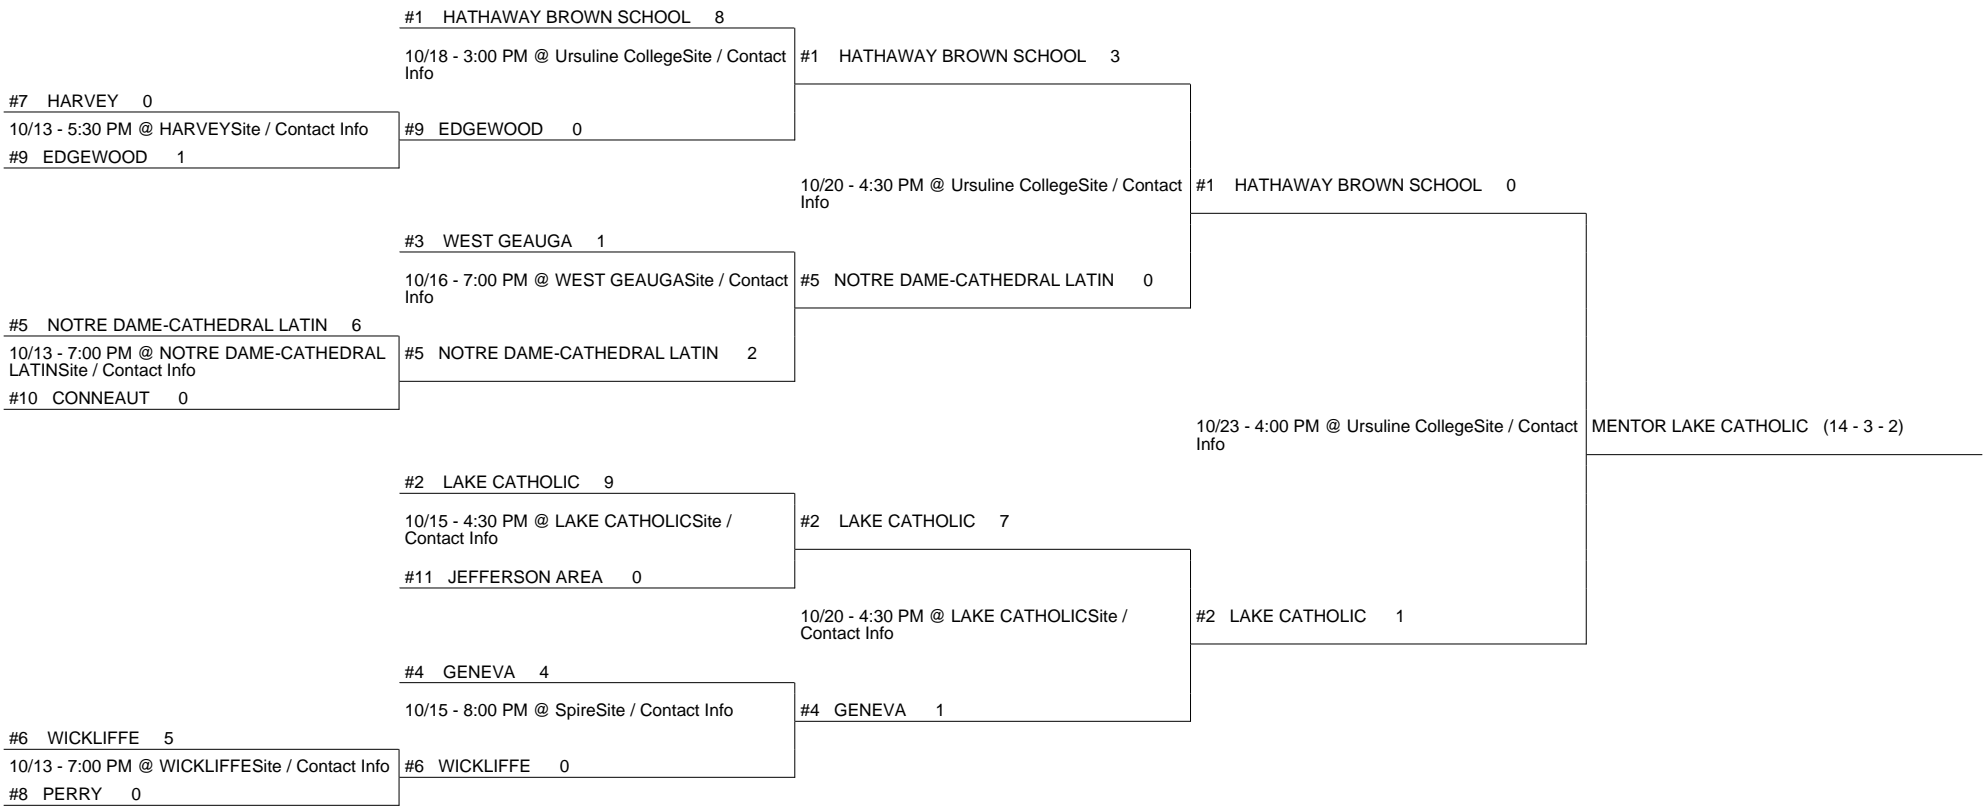 #1 HATHAWAY BROWN SCHOOL 8
10/18 - 3:00 PM @ Ursuline CollegeSite / Contact
Info
#1 HATHAWAY BROWN SCHOOL 3
#7 HARVEY 0
10/13 - 5:30 PM @ HARVEYSite / Contact Info
#9 EDGEWOOD 0
#9 EDGEWOOD 1
10/20 - 4:30 PM @ Ursuline CollegeSite / Contact
Info
#1 HATHAWAY BROWN SCHOOL 0
#3 WEST GEAUGA 1
10/16 - 7:00 PM @ WEST GEAUGASite / Contact
Info
#5 NOTRE DAME-CATHEDRAL LATIN 0
#5 NOTRE DAME-CATHEDRAL LATIN 6
10/13 - 7:00 PM @ NOTRE DAME-CATHEDRAL
LATINSite / Contact Info
#5 NOTRE DAME-CATHEDRAL LATIN 2
#10 CONNEAUT 0
10/23 - 4:00 PM @ Ursuline CollegeSite / Contact
Info
MENTOR LAKE CATHOLIC (14 - 3 - 2)
#2 LAKE CATHOLIC 9
10/15 - 4:30 PM @ LAKE CATHOLICSite /
Contact Info
#2 LAKE CATHOLIC 7
#11 JEFFERSON AREA 0
10/20 - 4:30 PM @ LAKE CATHOLICSite /
Contact Info
#2 LAKE CATHOLIC 1
#4 GENEVA 4
10/15 - 8:00 PM @ SpireSite / Contact Info
#4 GENEVA 1
#6 WICKLIFFE 5
10/13 - 7:00 PM @ WICKLIFFESite / Contact Info
#6 WICKLIFFE 0
#8 PERRY 0